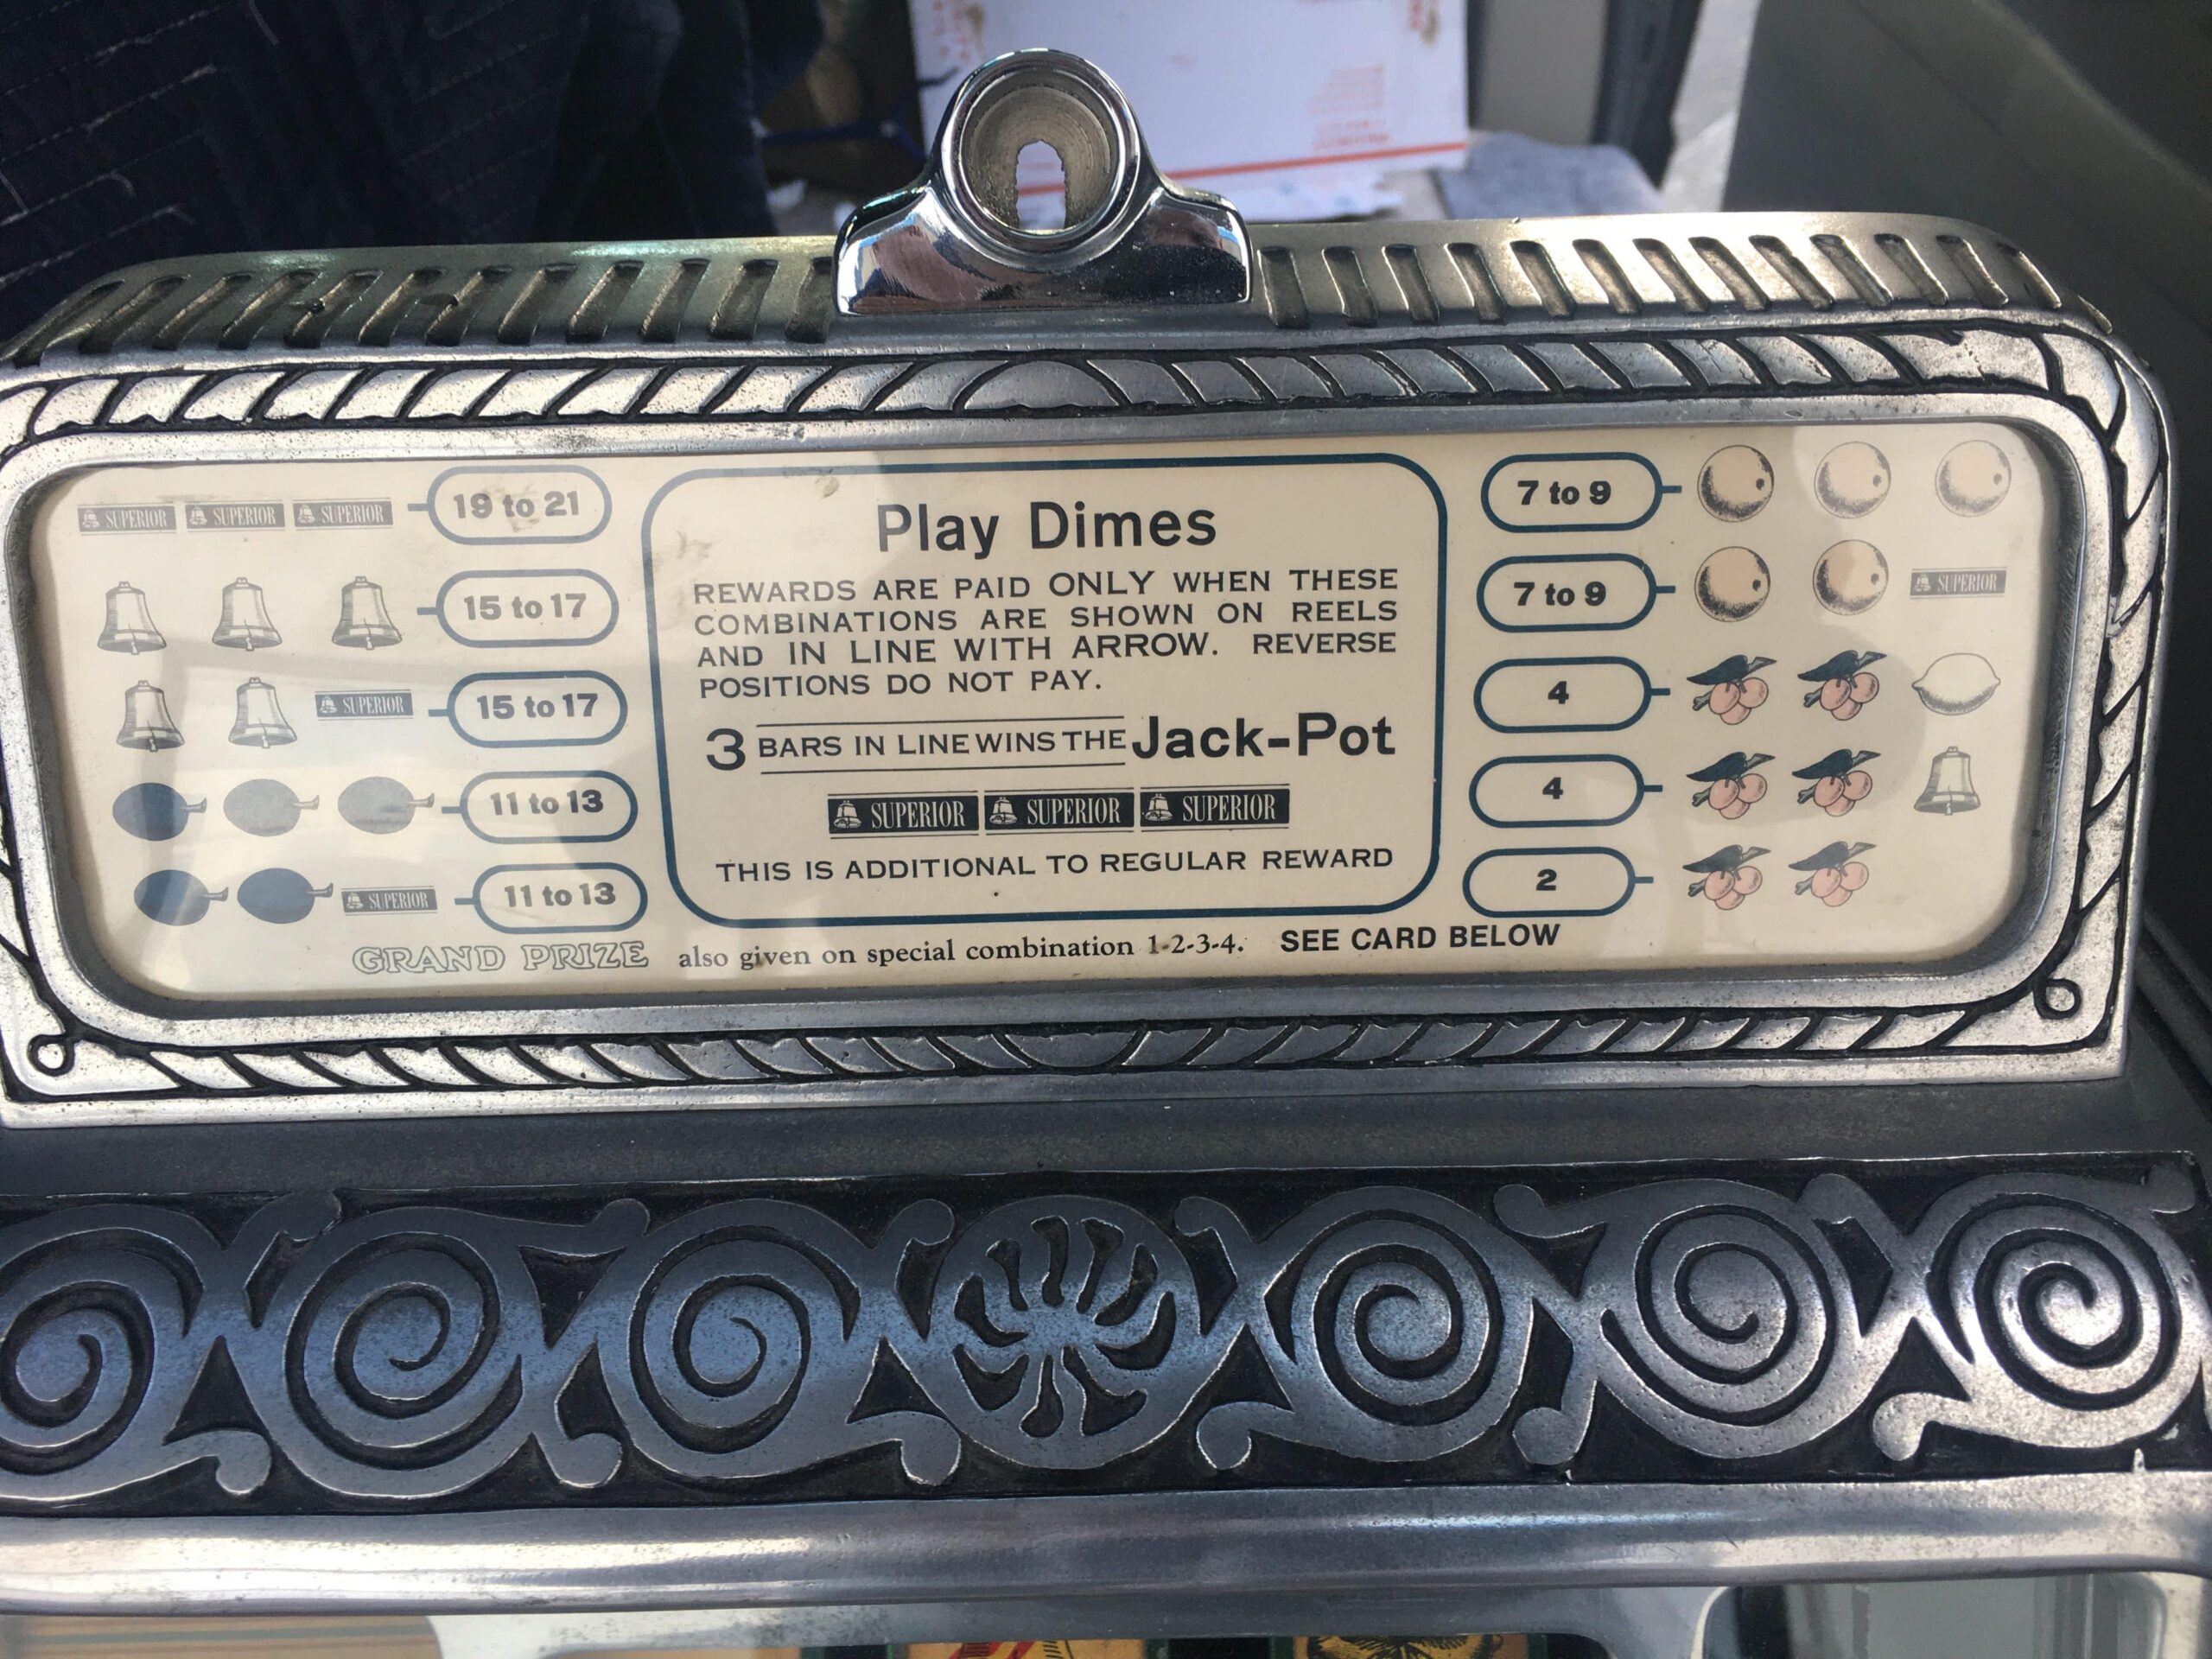 SUPERIOR SUPERIOR SUPERIOR 19 to 21
15 to 17
SUPERIOR 15 to 17
11 to 13
SUPERIOR 11 to 13
Play Dimes
REWARDS ARE PAID ONLY WHEN THESE
COMBINATIONS ARE SHOWN ON REELS
AND IN LINE WITH ARROW. REVERSE
POSITIONS DO NOT PAY.
3 BARS IN LINE WINS THE Jack-Pot
SUPERIOR SUPERIOR SUPERIOR
THIS IS ADDITIONAL TO REGULAR REWARD
7 to 9
7 to 9 SUPERIOR
4
4
2
GRAND PRIZE also given on special combination 1-2-3-4. SEE CARD BELOW